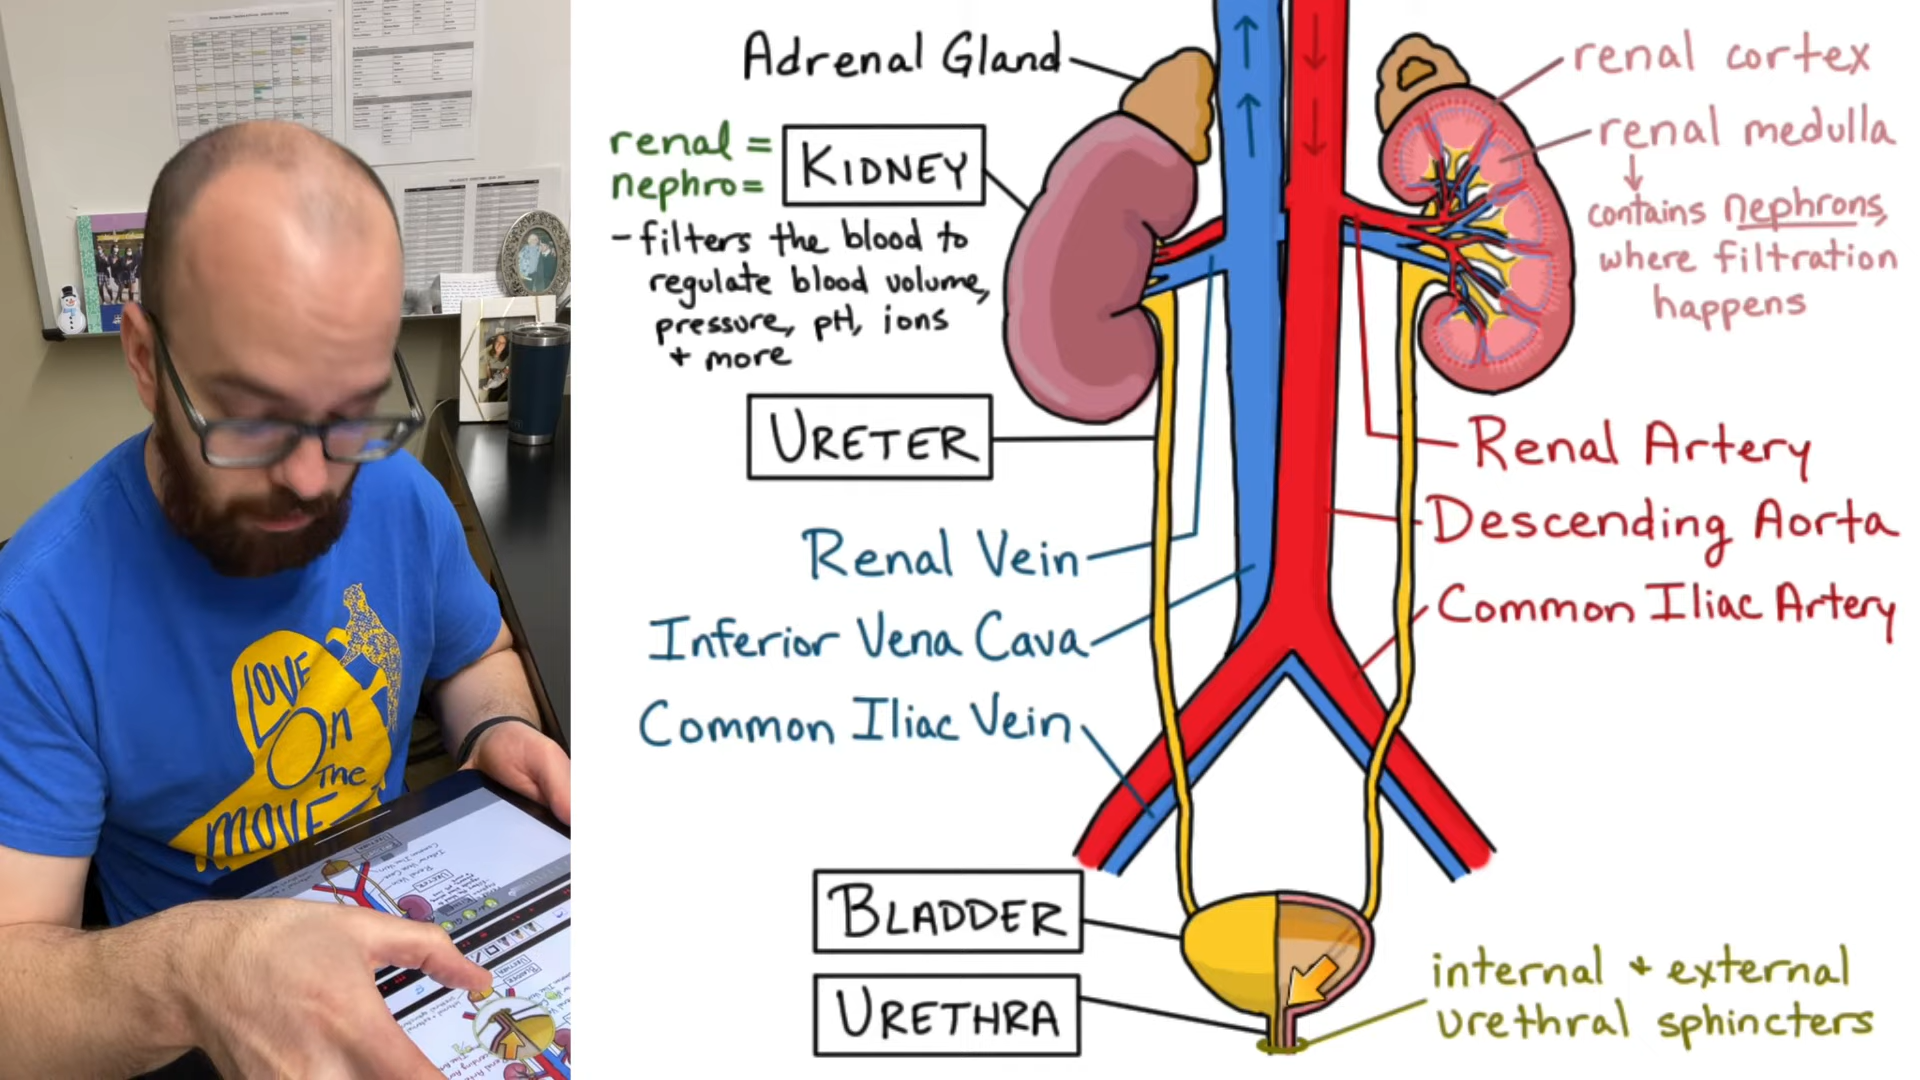 LOVE
On
The
MOVE
Adrenal Gland
renal =
nephro=
KIDNEY
- filters the blood to
regulate blood volume,
pressure, pH, ions
+ more
URETER
Renal Vein
Inferior Vena Cava
Common Iliac Vein
BLADDER
URETHRA
renal cortex
renal medulla
contains nephrons,
where filtration
happens
Renal Artery
Descending Aorta
Common Iliac Artery
internal + external
urethral sphincters